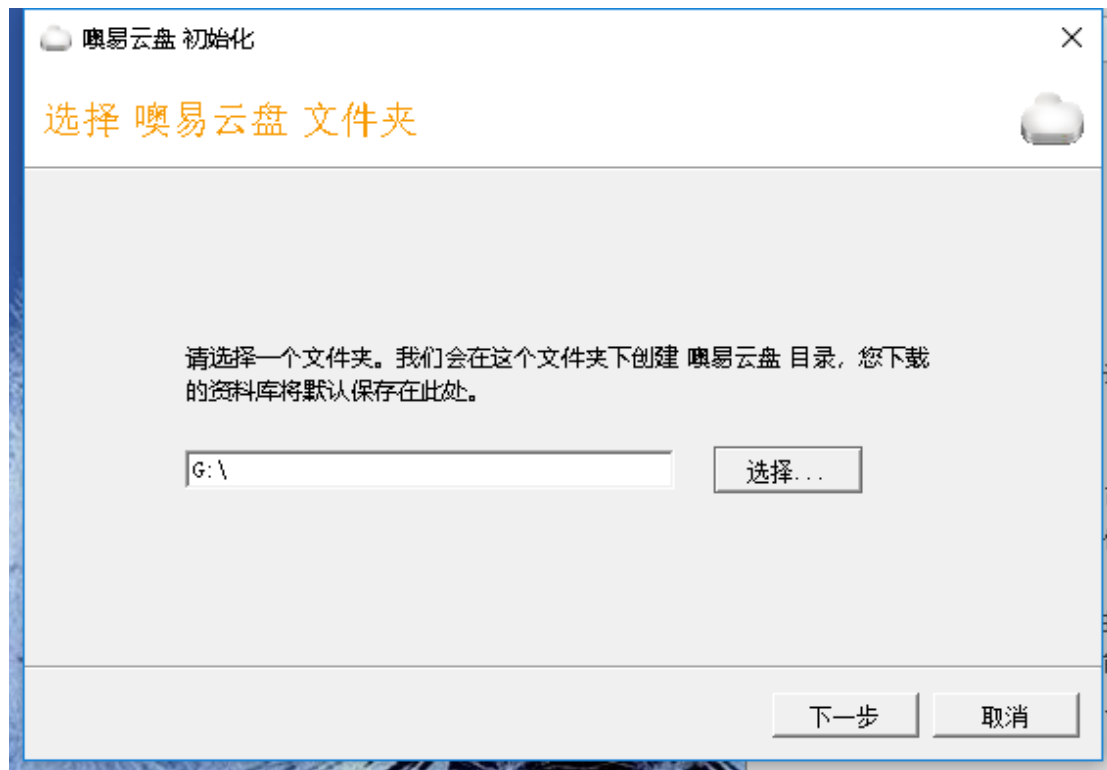 噢易云盘 初始化
选择 噢易云盘 文件夹
请选择一个文件夹。我们会在这个文件夹下创建 噢易云盘 目录，您下载
的资料库将默认保存在此处。
G:\
选择...
下一步
取消